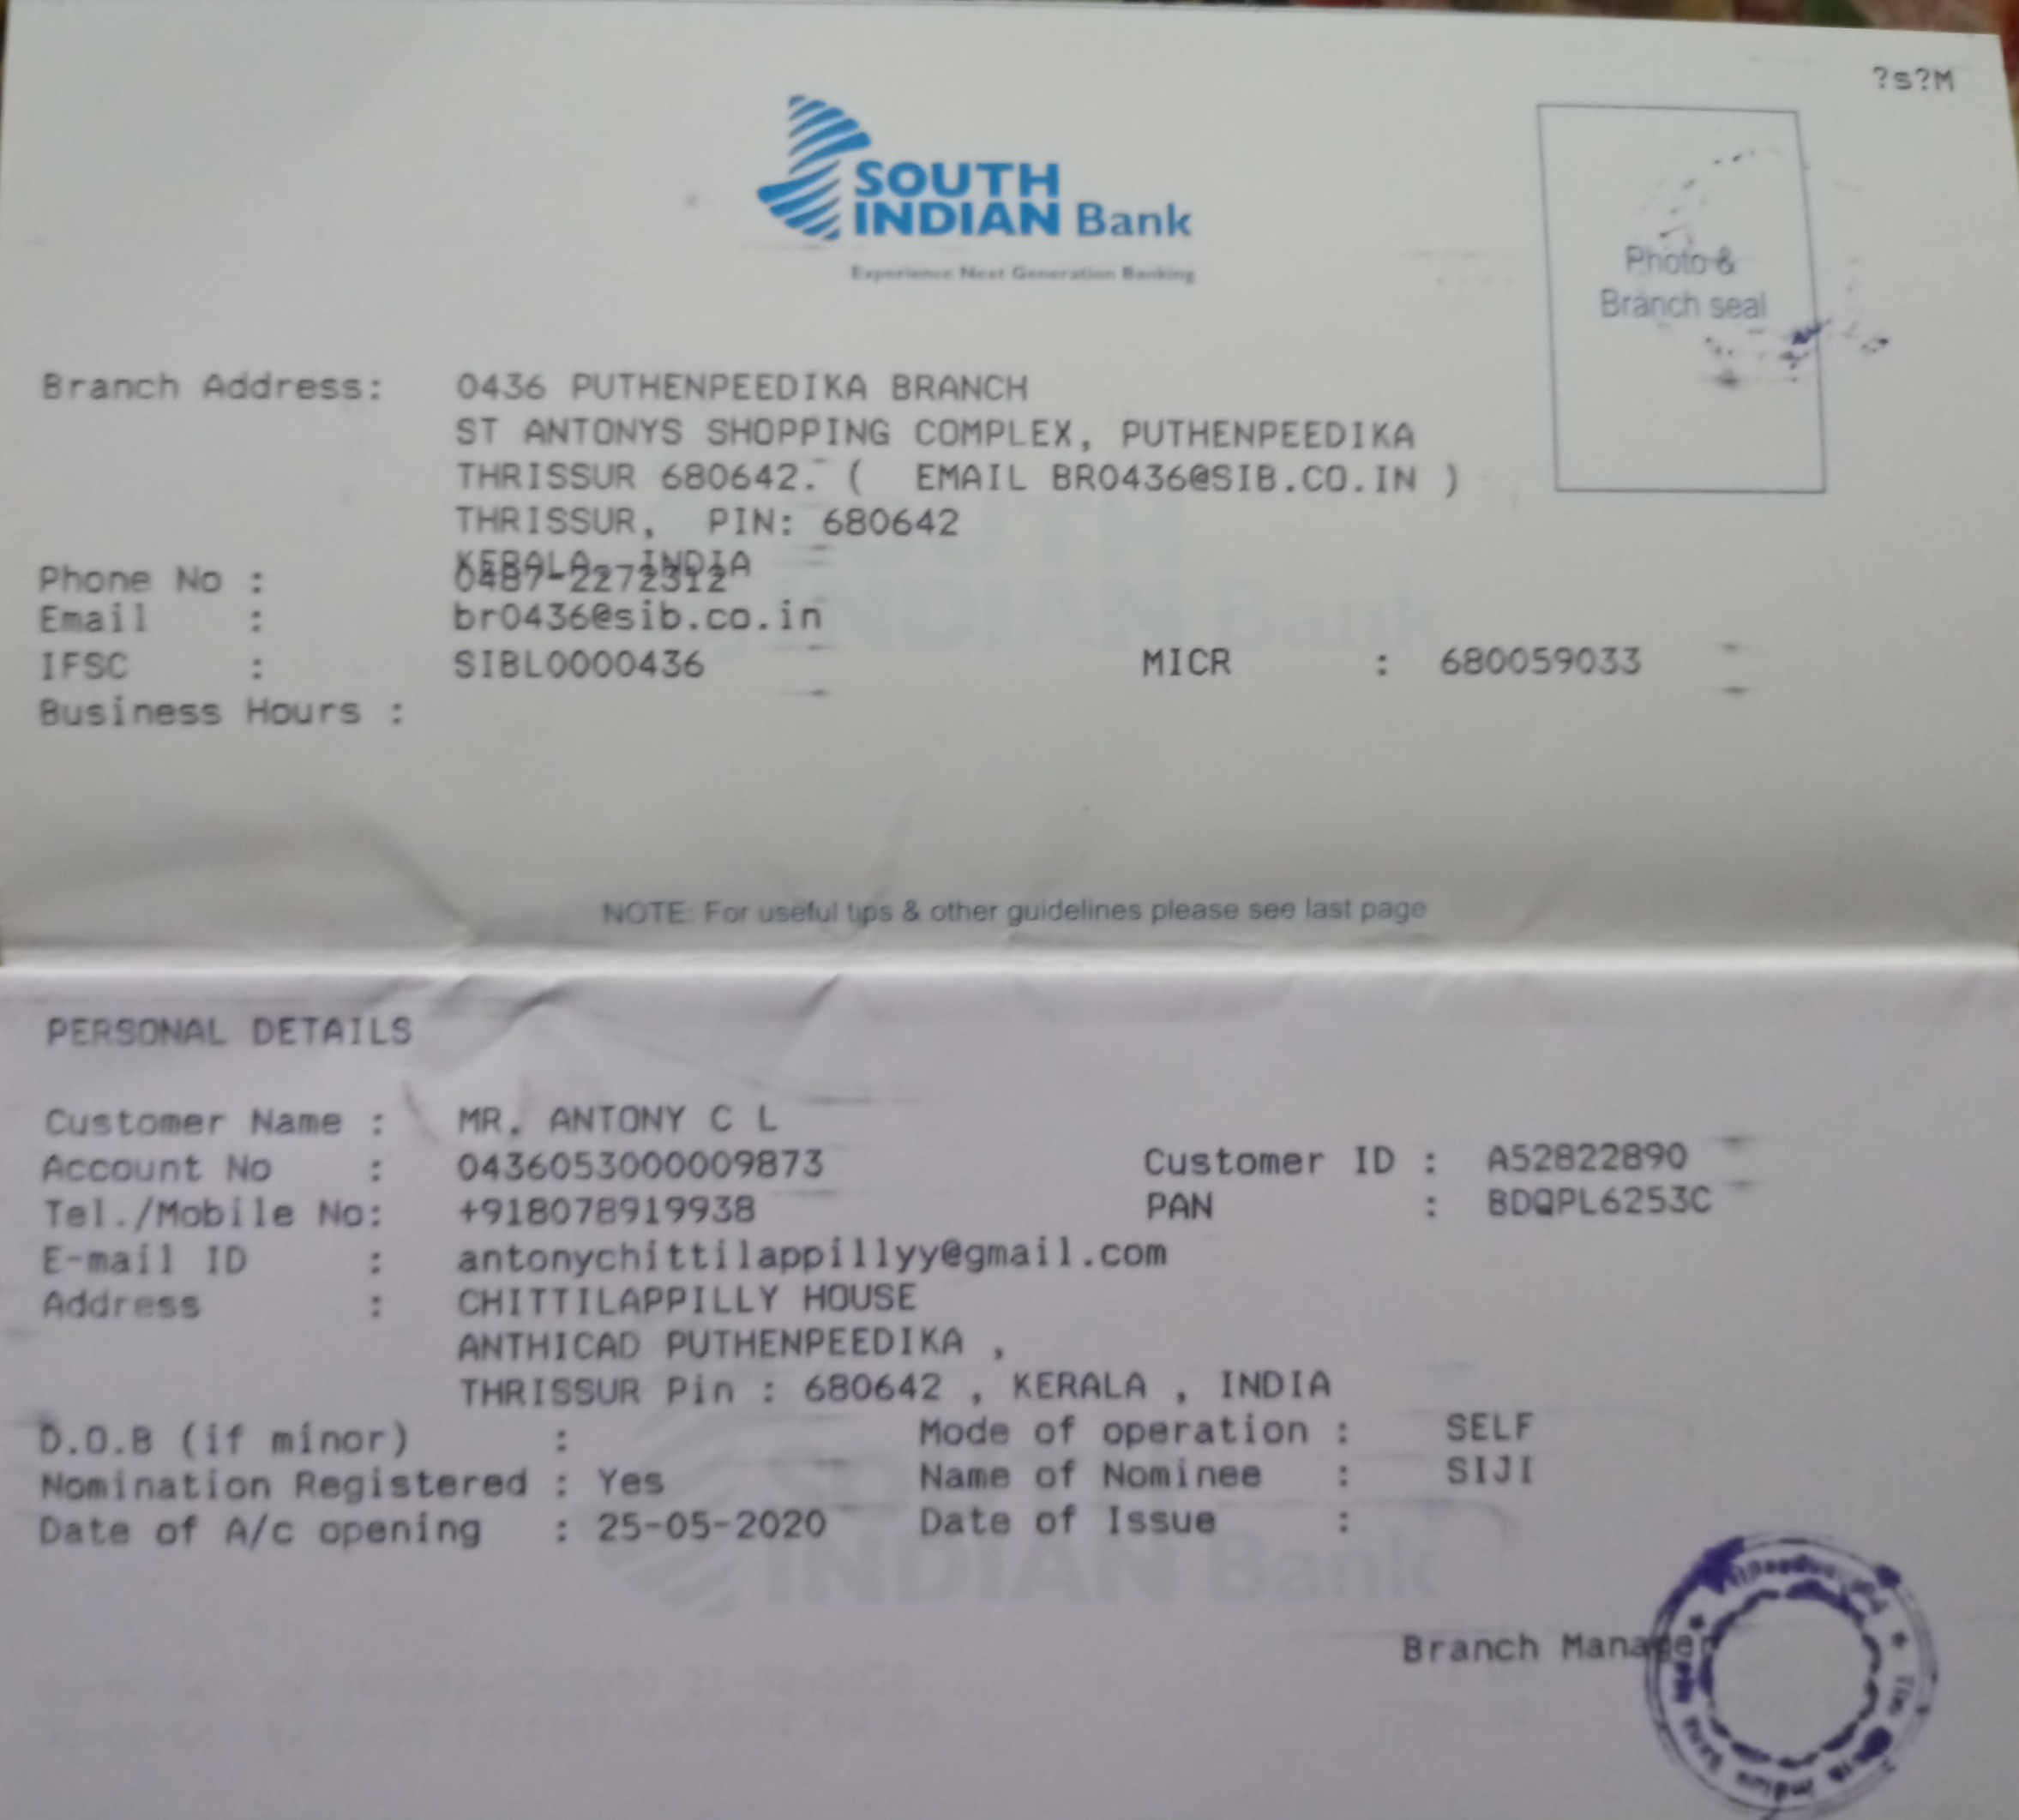 ?s?M
SOUTH
INDIAN Bank
Experience Next Generation Banking
Photo &
Branch seal
Branch Address: 0436 PUTHENPEEDIKA BRANCH
ST ANTONYS SHOPPING COMPLEX, PUTHENPEEDIKA
THRISSUR 680642. ( EMAIL BR0436@SIB.CO.IN )
THRISSUR, PIN: 680642
KERALA, INDIA
Phone No : 0487-2272312
Email : br0436@sib.co.in
IFSC : SIBL0000436 MICR : 680059033
Business Hours :
NOTE: For useful tips & other guidelines please see last page
PERSONAL DETAILS
Customer Name : MR. ANTONY C L
Account No : 0436053000009873 Customer ID : A52822890
Tel./Mobile No: +918078919938 PAN : BDQPL6253C
E-mail ID : antonychittilappillyy@gmail.com
Address : CHITTILAPPILLY HOUSE
ANTHICAD PUTHENPEEDIKA ,
THRISSUR Pin : 680642 , KERALA , INDIA
D.O.B (if minor) : Mode of operation : SELF
Nomination Registered : Yes Name of Nominee : SIJI
Date of A/c opening : 25-05-2020 Date of Issue :
INDIAN Bank
Branch Manager
The South Indian Bank